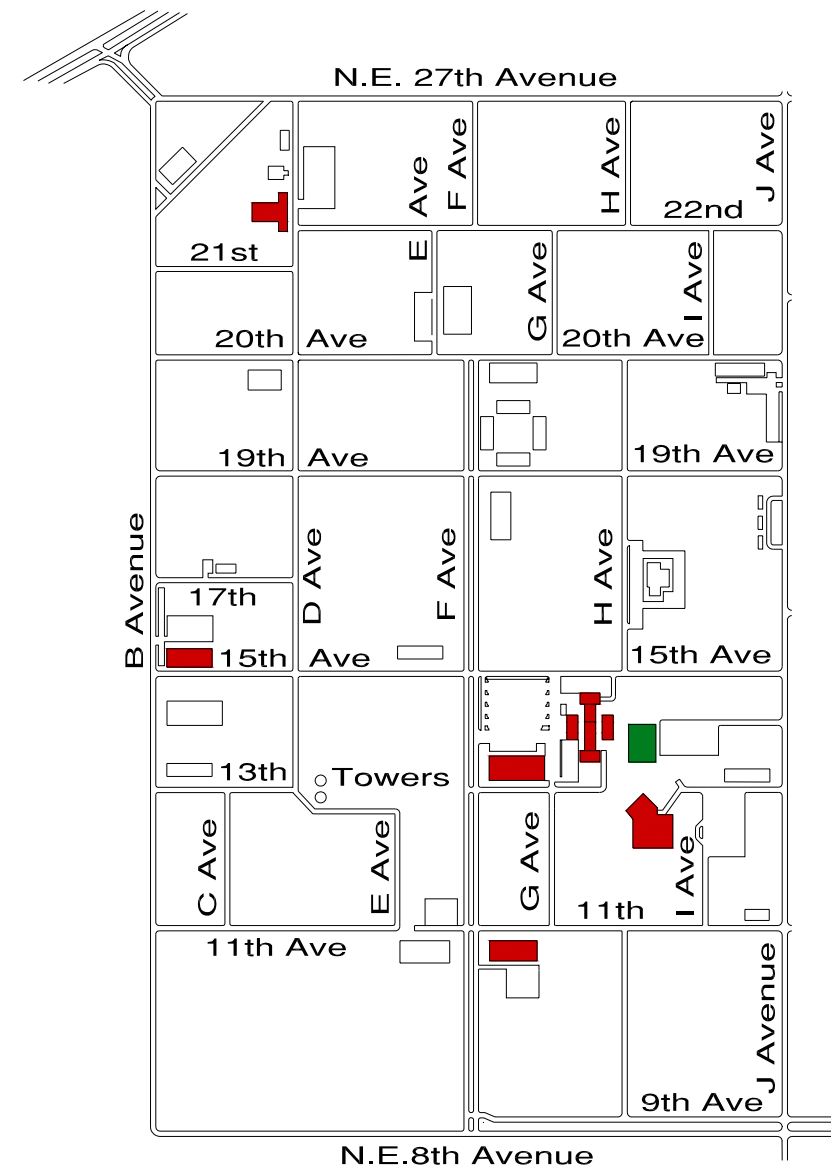 N.E. 27th Avenue
E Ave
F Ave
H Ave
J Ave
22nd
21st
G Ave
I Ave
20th Ave
20th Ave
19th Ave
19th Ave
B Avenue
D Ave
F Ave
H Ave
17th
15th Ave
15th Ave
13th
Towers
C Ave
E Ave
G Ave
I Ave
11th
11th Ave
J Avenue
9th Ave
N.E.8th Avenue